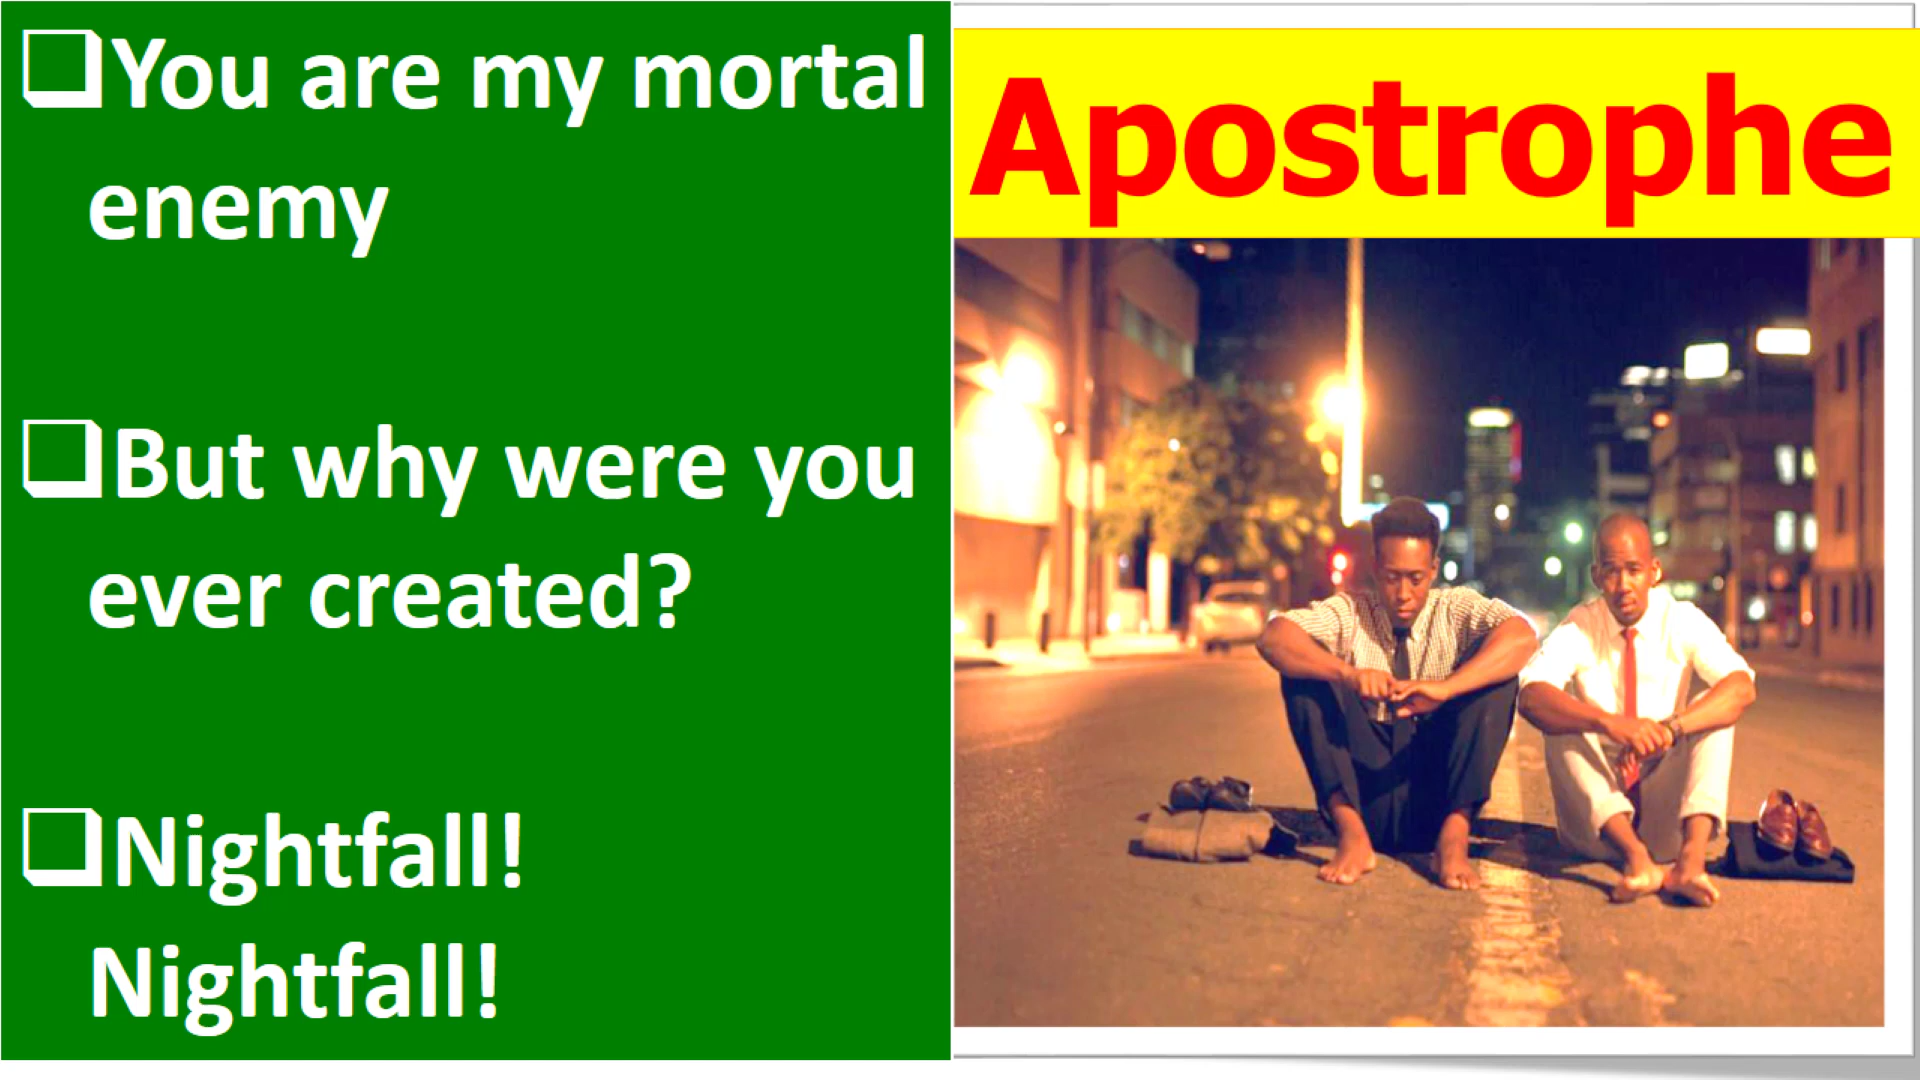 You are my mortal
enemy
But why were you
ever created?
Nightfall!
Nightfall!
Apostrophe